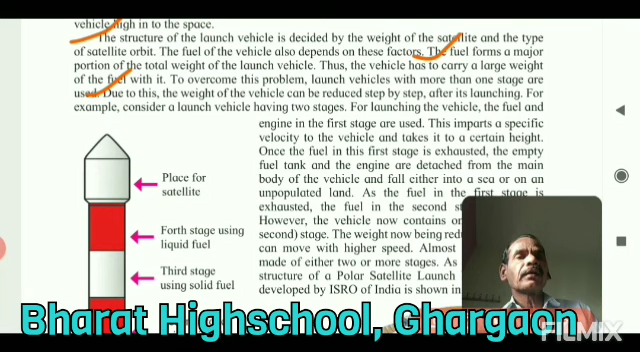 vehicle high in to the space.
The structure of the launch vehicle is decided by the weight of the satellite and the type
of satellite orbit. The fuel of the vehicle also depends on these factors. The fuel forms a major
portion of the total weight of the launch vehicle. Thus, the vehicle has to carry a large weight
of the fuel with it. To overcome this problem, launch vehicles with more than one stage are
used. Due to this, the weight of the vehicle can be reduced step by step, after its launching. For
example, consider a launch vehicle having two stages. For launching the vehicle, the fuel and
engine in the first stage are used. This imparts a specific
velocity to the vehicle and takes it to a certain height.
Once the fuel in this first stage is exhausted, the empty
fuel tank and the engine are detached from the main
body of the vehicle and fall either into a sea or on an
unpopulated land. As the fuel in the first stage is
exhausted, the fuel in the second
However, the vehicle now contains
second) stage. The weight now being
can move with higher speed. Almost
made of either two or more stages. As
structure of a Polar Satellite Launch
developed by ISRO of India is shown in
Place for
satellite
Forth stage using
liquid fuel
Third stage
using solid fuel
Bharat Highschool, Ghargaon
FILMIX